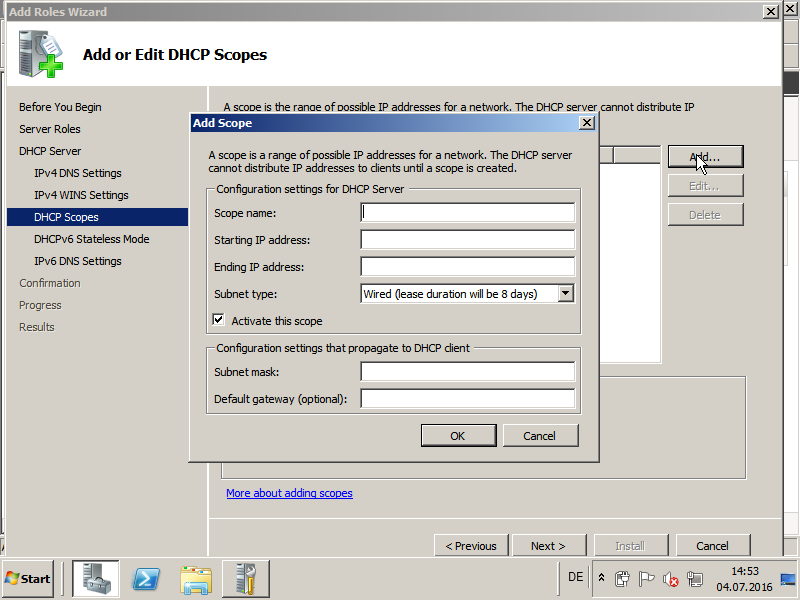 Add Roles Wizard
Add or Edit DHCP Scopes
Before You Begin
Server Roles
DHCP Server
IPv4 DNS Settings
IPv4 WINS Settings
DHCP Scopes
DHCPv6 Stateless Mode
IPv6 DNS Settings
Confirmation
Progress
Results
A scope is the range of possible IP addresses for a network. The DHCP server cannot distribute IP
Add...
Edit...
Delete
Add Scope
A scope is a range of possible IP addresses for a network. The DHCP server
cannot distribute IP addresses to clients until a scope is created.
Configuration settings for DHCP Server
Scope name:
Starting IP address:
Ending IP address:
Subnet type: Wired (lease duration will be 8 days)
Activate this scope
Configuration settings that propagate to DHCP client
Subnet mask:
Default gateway (optional):
OK Cancel
More about adding scopes
< Previous Next > Install Cancel
Start DE 14:53
04.07.2016